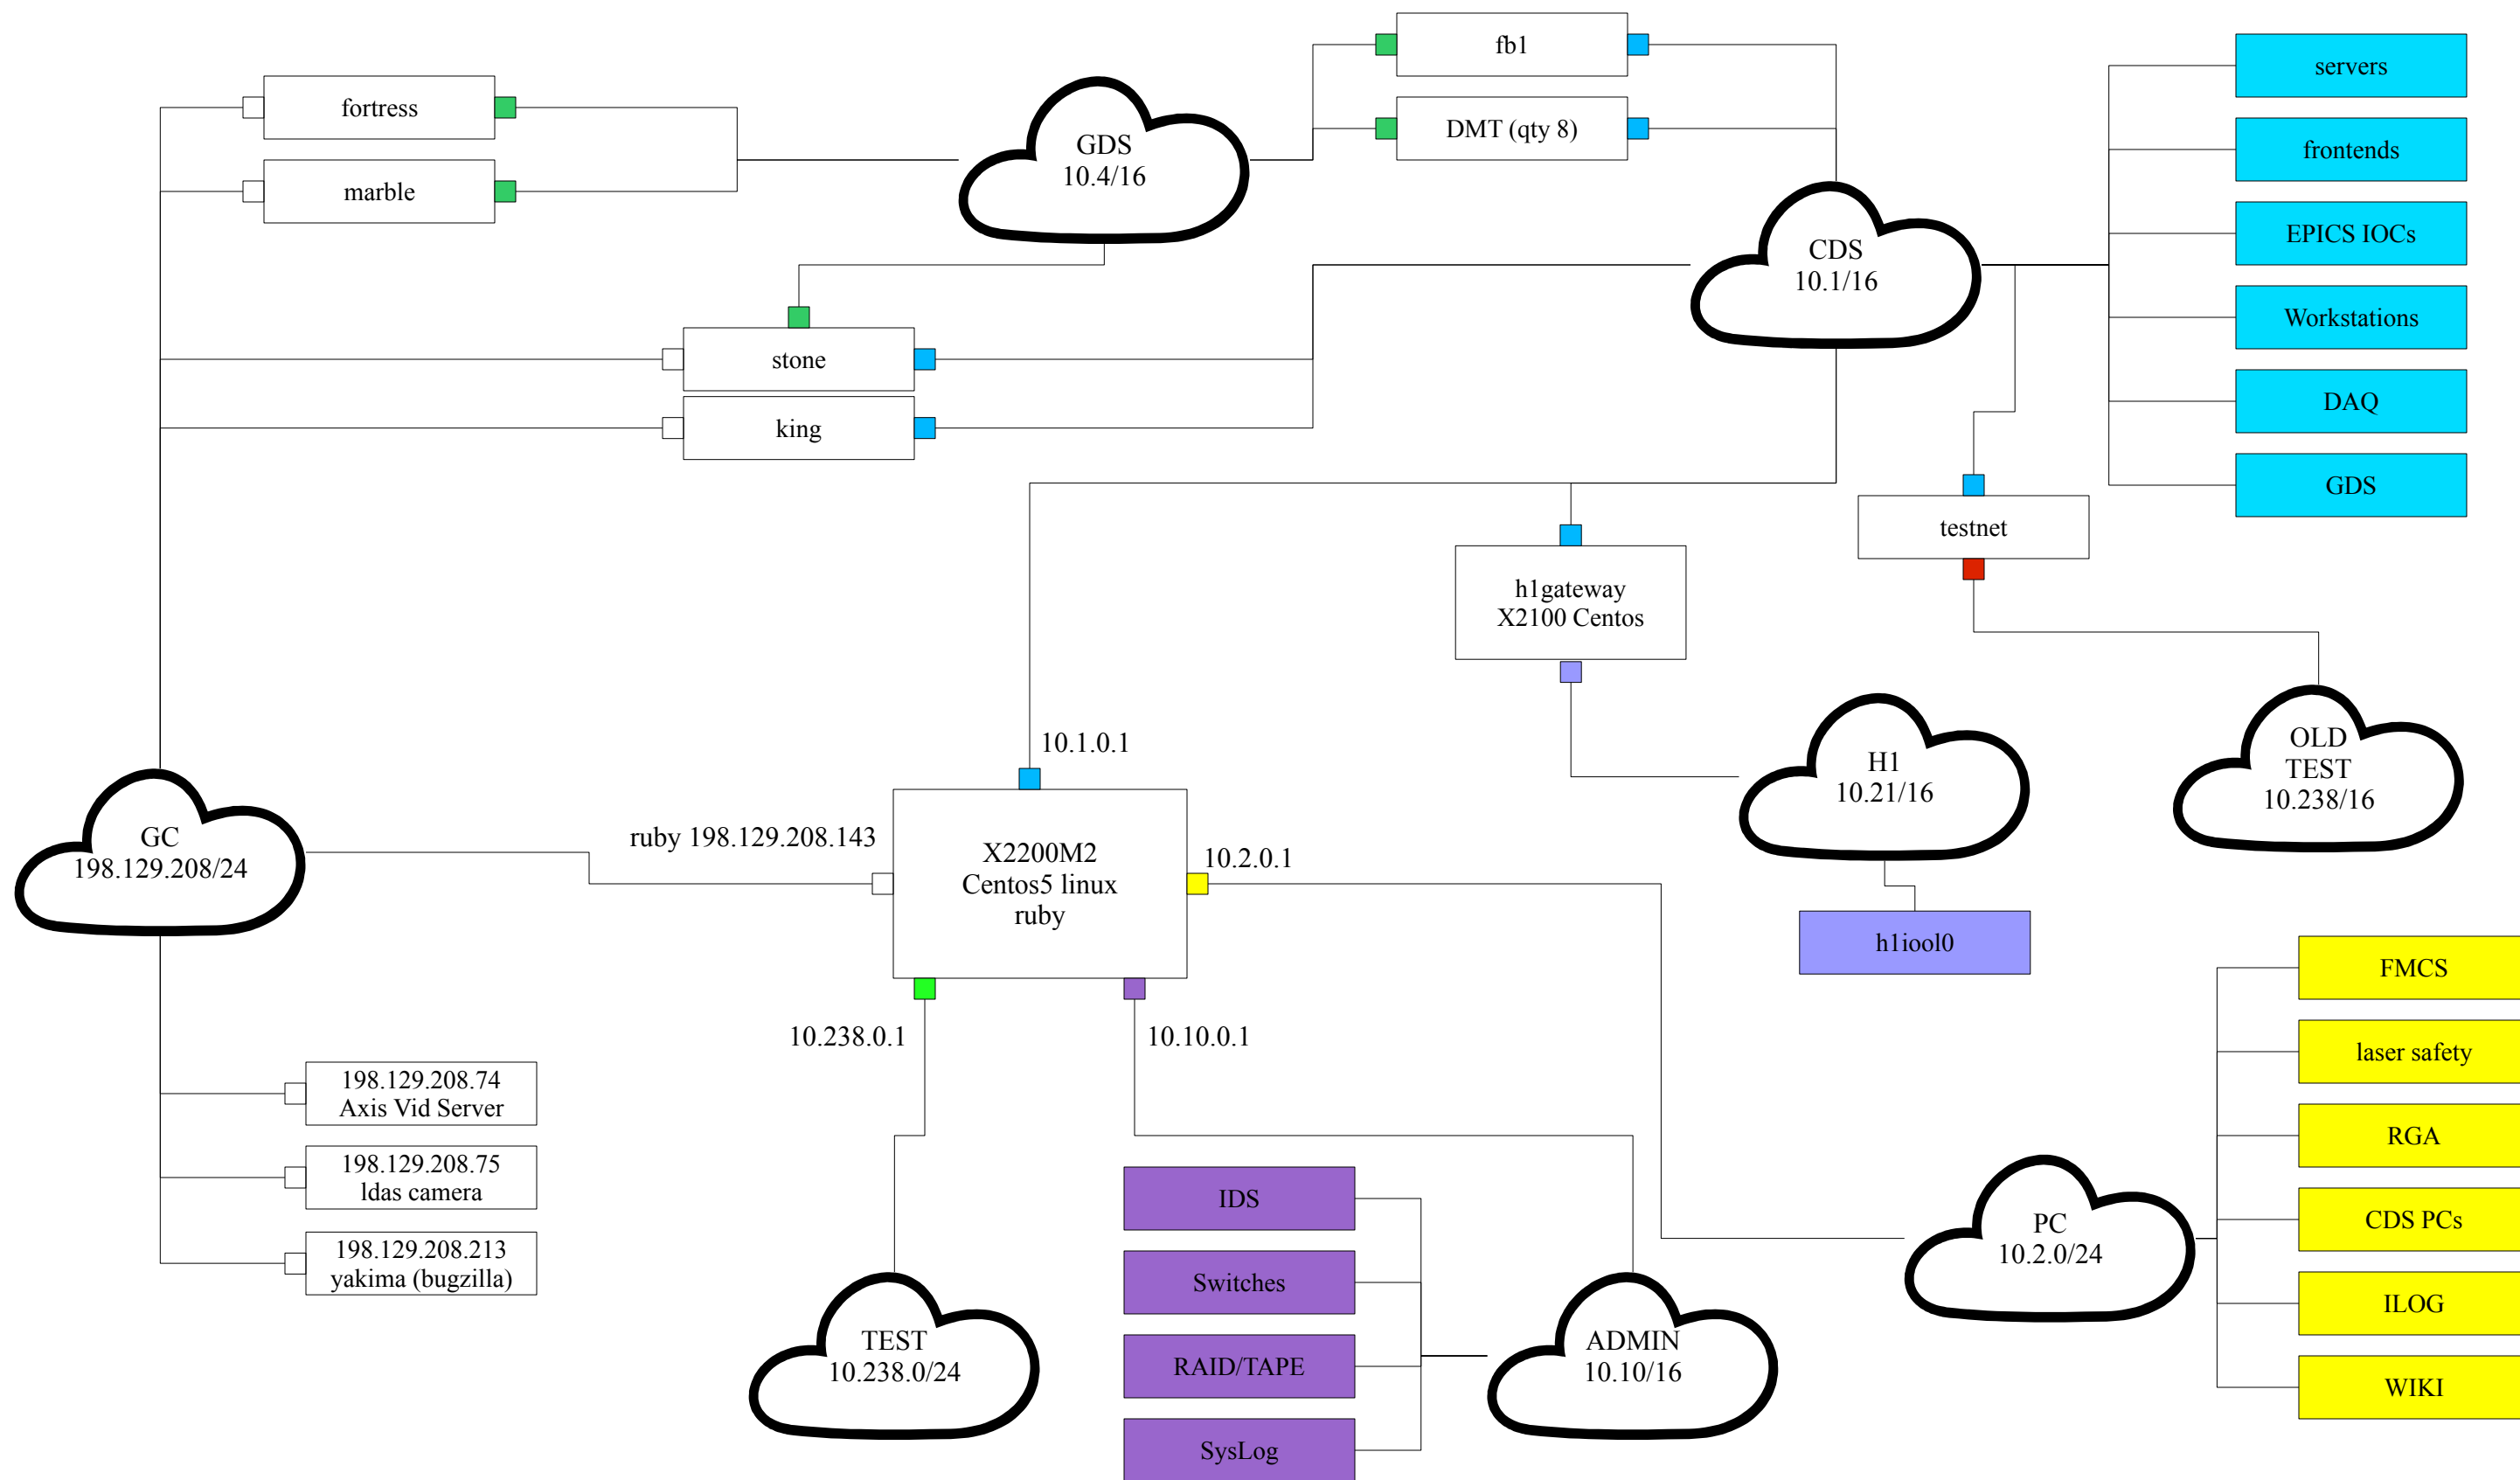 fb1
servers
fortress
DMT (qty 8)
GDS
10.4/16
frontends
marble
EPICS IOCs
CDS
10.1/16
Workstations
stone
DAQ
king
GDS
testnet
h1gateway
X2100 Centos
10.1.0.1
H1
10.21/16
OLD
TEST
10.238/16
GC
198.129.208/24
ruby 198.129.208.143
X2200M2
Centos5 linux
ruby
10.2.0.1
h1iool0
FMCS
10.238.0.1
10.10.0.1
laser safety
198.129.208.74
Axis Vid Server
RGA
198.129.208.75
ldas camera
IDS
CDS PCs
PC
10.2.0/24
198.129.208.213
yakima (bugzilla)
Switches
ILOG
TEST
10.238.0/24
RAID/TAPE
ADMIN
10.10/16
WIKI
SysLog